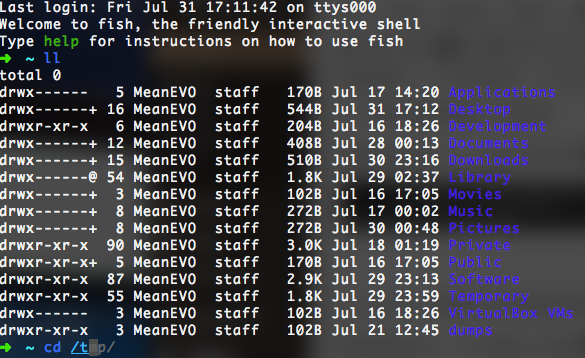 Last login: Fri Jul 31 17:11:42 on ttys000
Welcome to fish, the friendly interactive shell
Type help for instructions on how to use fish
➜  ~ ll
total 0
drwx------   5 MeanEVO  staff   170B Jul 17 14:20 Applications
drwx------+ 16 MeanEVO  staff   544B Jul 31 17:12 Desktop
drwxr-xr-x   6 MeanEVO  staff   204B Jul 16 18:26 Development
drwx------+ 12 MeanEVO  staff   408B Jul 28 00:13 Documents
drwx------+ 15 MeanEVO  staff   510B Jul 30 23:16 Downloads
drwx------@ 54 MeanEVO  staff   1.8K Jul 29 02:37 Library
drwx------+  3 MeanEVO  staff   102B Jul 16 17:05 Movies
drwx------+  8 MeanEVO  staff   272B Jul 17 00:02 Music
drwx------+  8 MeanEVO  staff   272B Jul 30 00:48 Pictures
drwxr-xr-x  90 MeanEVO  staff   3.0K Jul 18 01:19 Private
drwxr-xr-x+  5 MeanEVO  staff   170B Jul 16 17:05 Public
drwxr-xr-x  87 MeanEVO  staff   2.9K Jul 29 23:13 Software
drwxr-xr-x  55 MeanEVO  staff   1.8K Jul 29 23:59 Temporary
drwx------   3 MeanEVO  staff   102B Jul 16 18:26 VirtualBox VMs
drwxr-xr-x   3 MeanEVO  staff   102B Jul 21 12:45 dumps
➜  ~ cd /tmp/